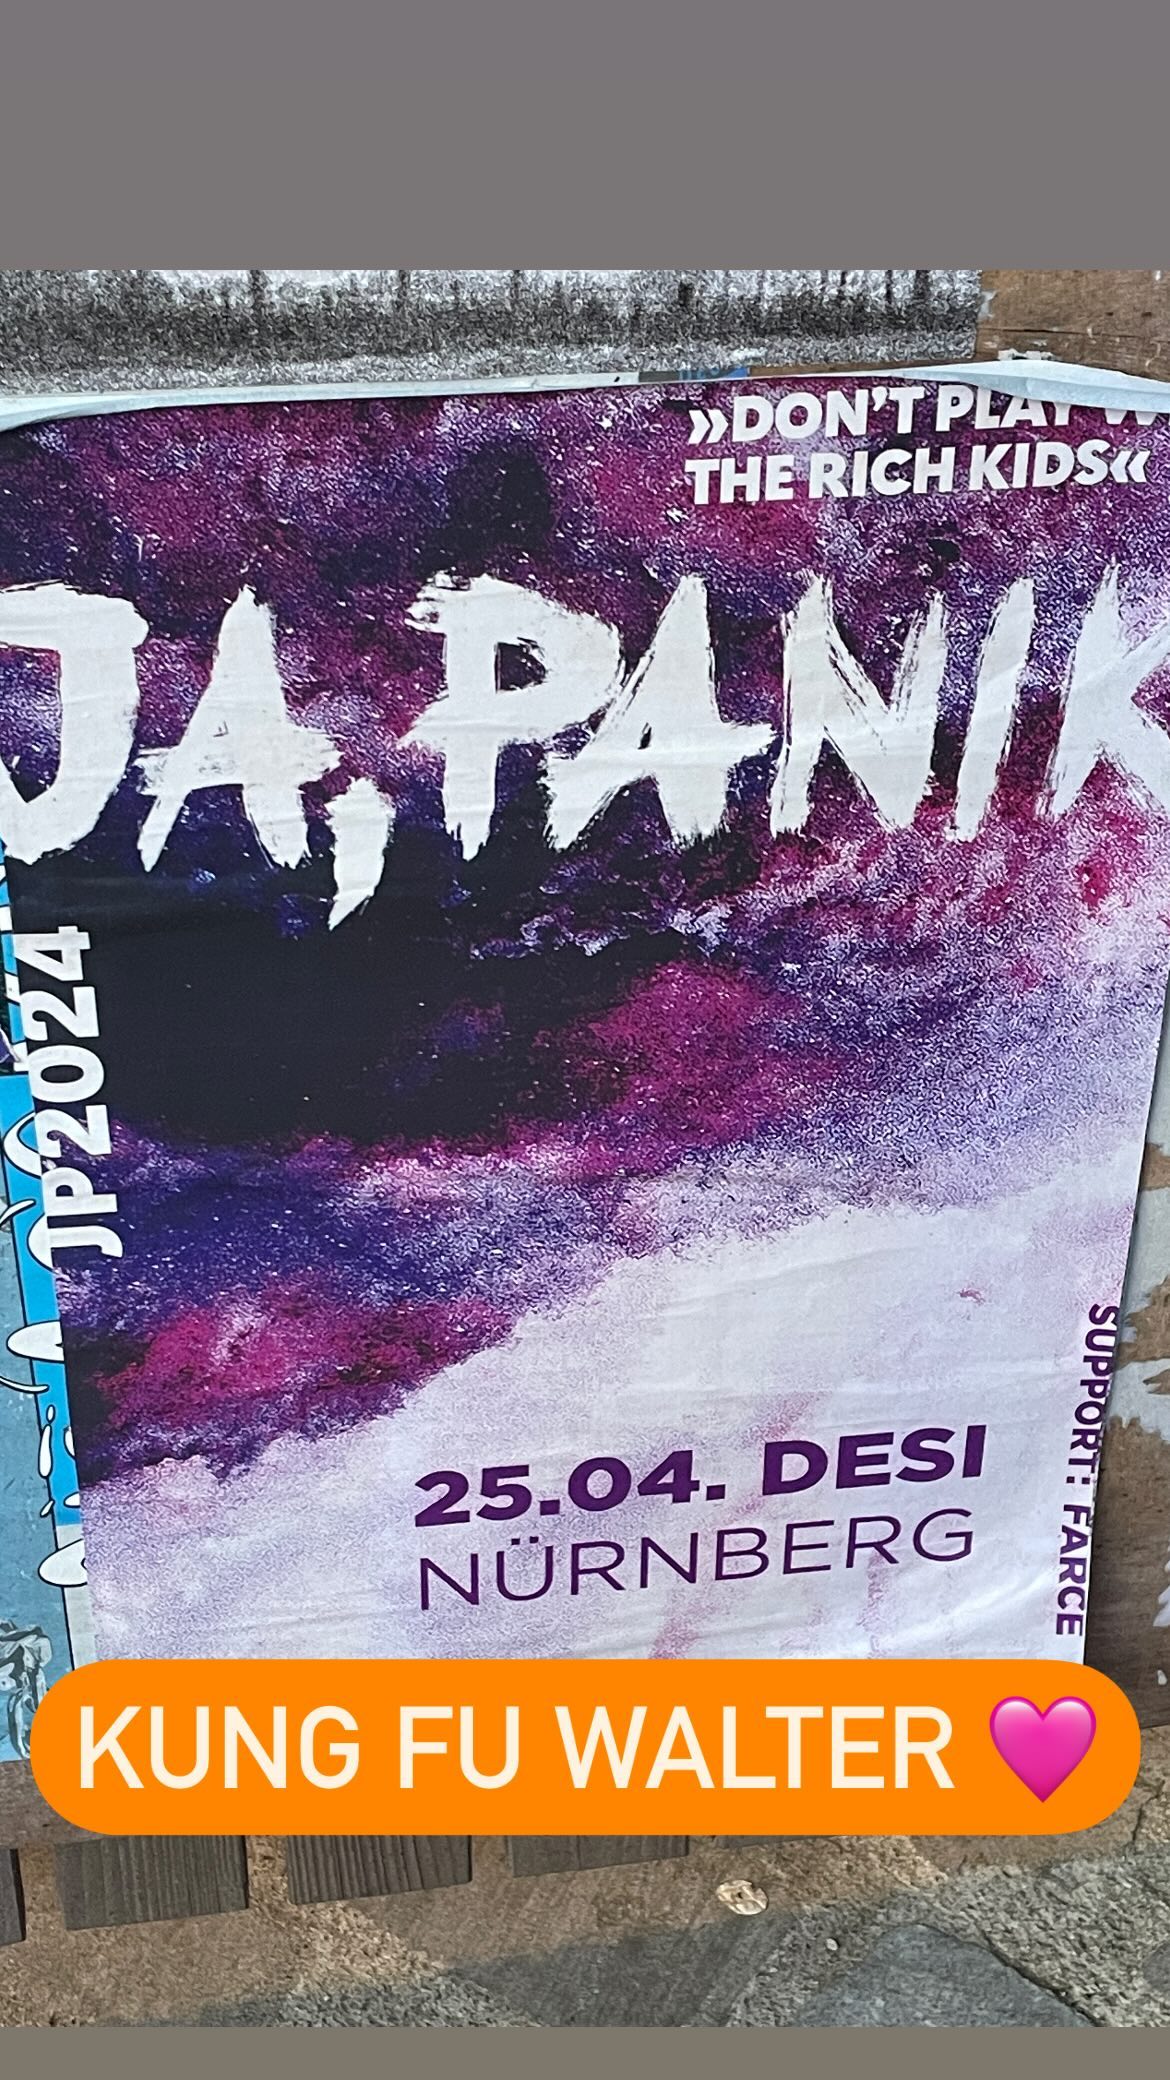 »DON'T PLAY
THE RICH KIDS«
JA, PANIK
JP2024
25.04. DESI
NÜRNBERG
SUPPORT: FARCE
KUNG FU WALTER 🩷